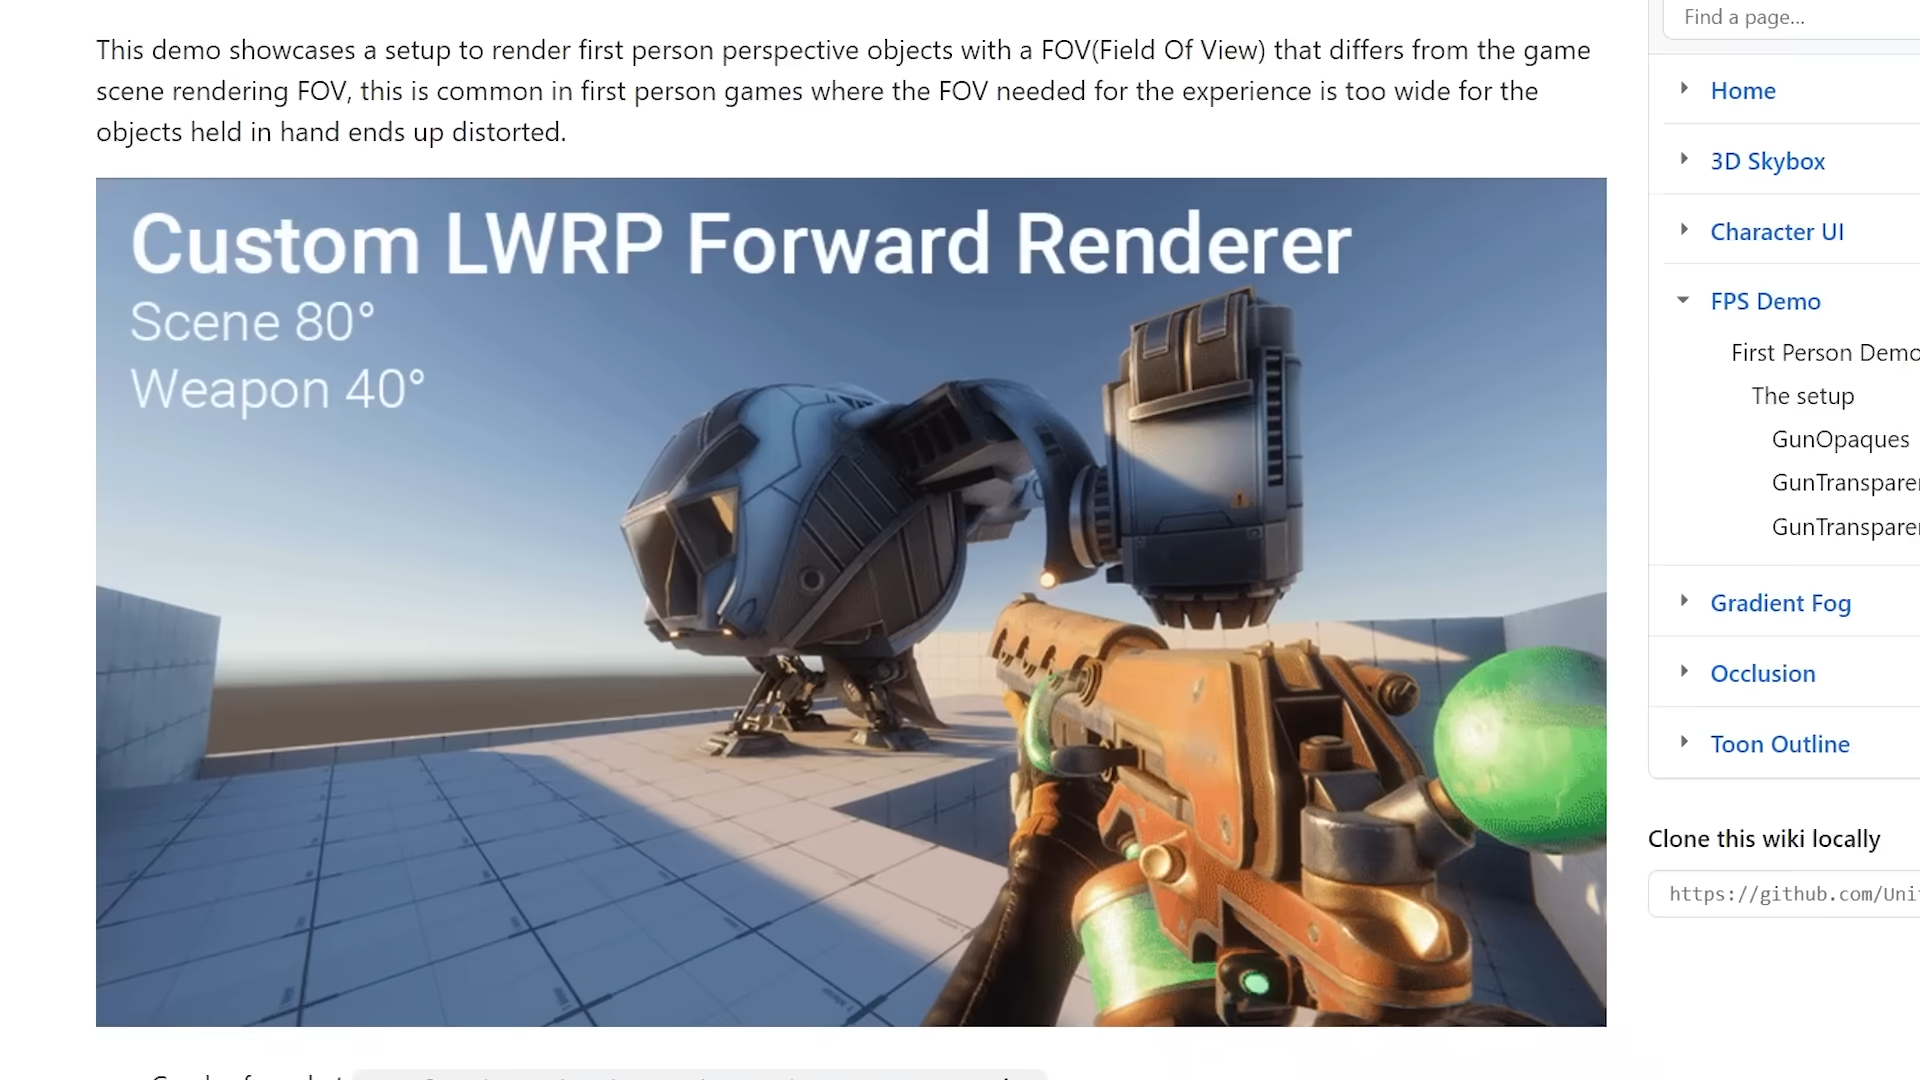 This demo showcases a setup to render first person perspective objects with a FOV(Field Of View) that differs from the game
scene rendering FOV, this is common in first person games where the FOV needed for the experience is too wide for the
objects held in hand ends up distorted.
Custom LWRP Forward Renderer
Scene 80°
Weapon 40°
Find a page...
Home
3D Skybox
Character UI
FPS Demo
First Person Demo
The setup
GunOpaques
GunTranspare
GunTranspare
Gradient Fog
Occlusion
Toon Outline
Clone this wiki locally
https://github.com/Uni